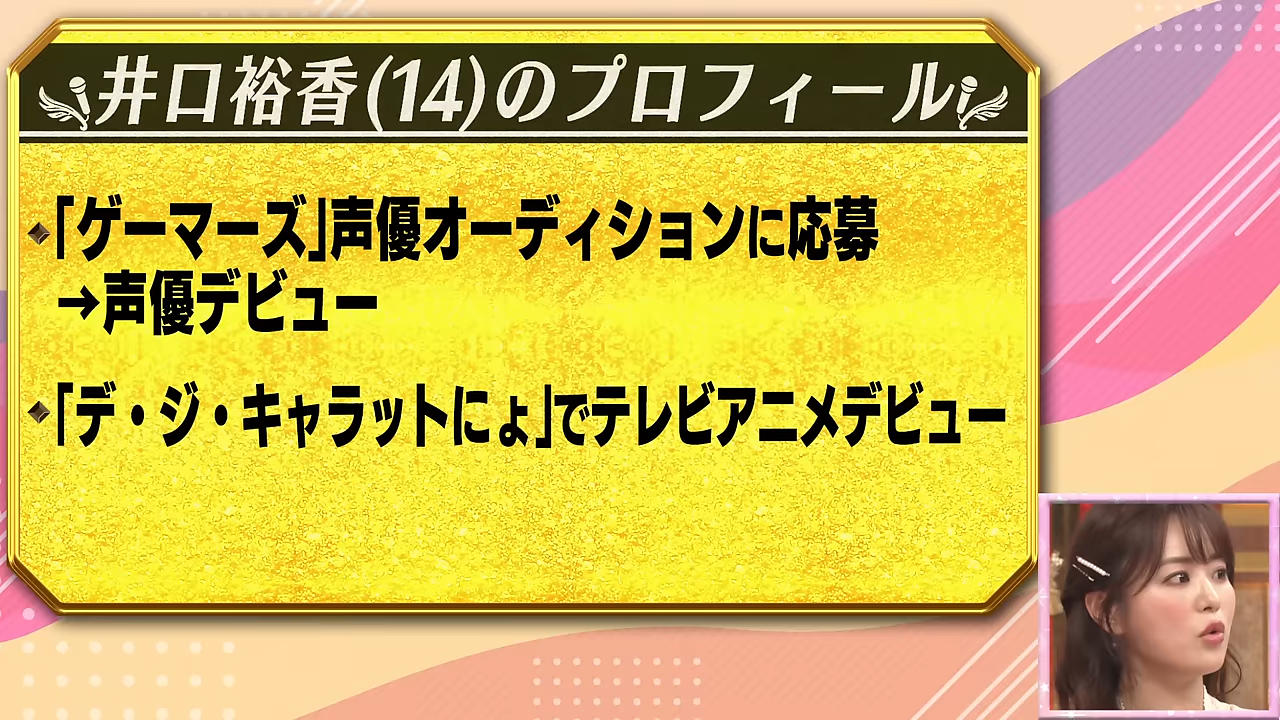 井口裕香(14)のプロフィール
「ゲーマーズ」声優オーディションに応募
→声優デビュー
「デ・ジ・キャラットにょ」でテレビアニメデビュー